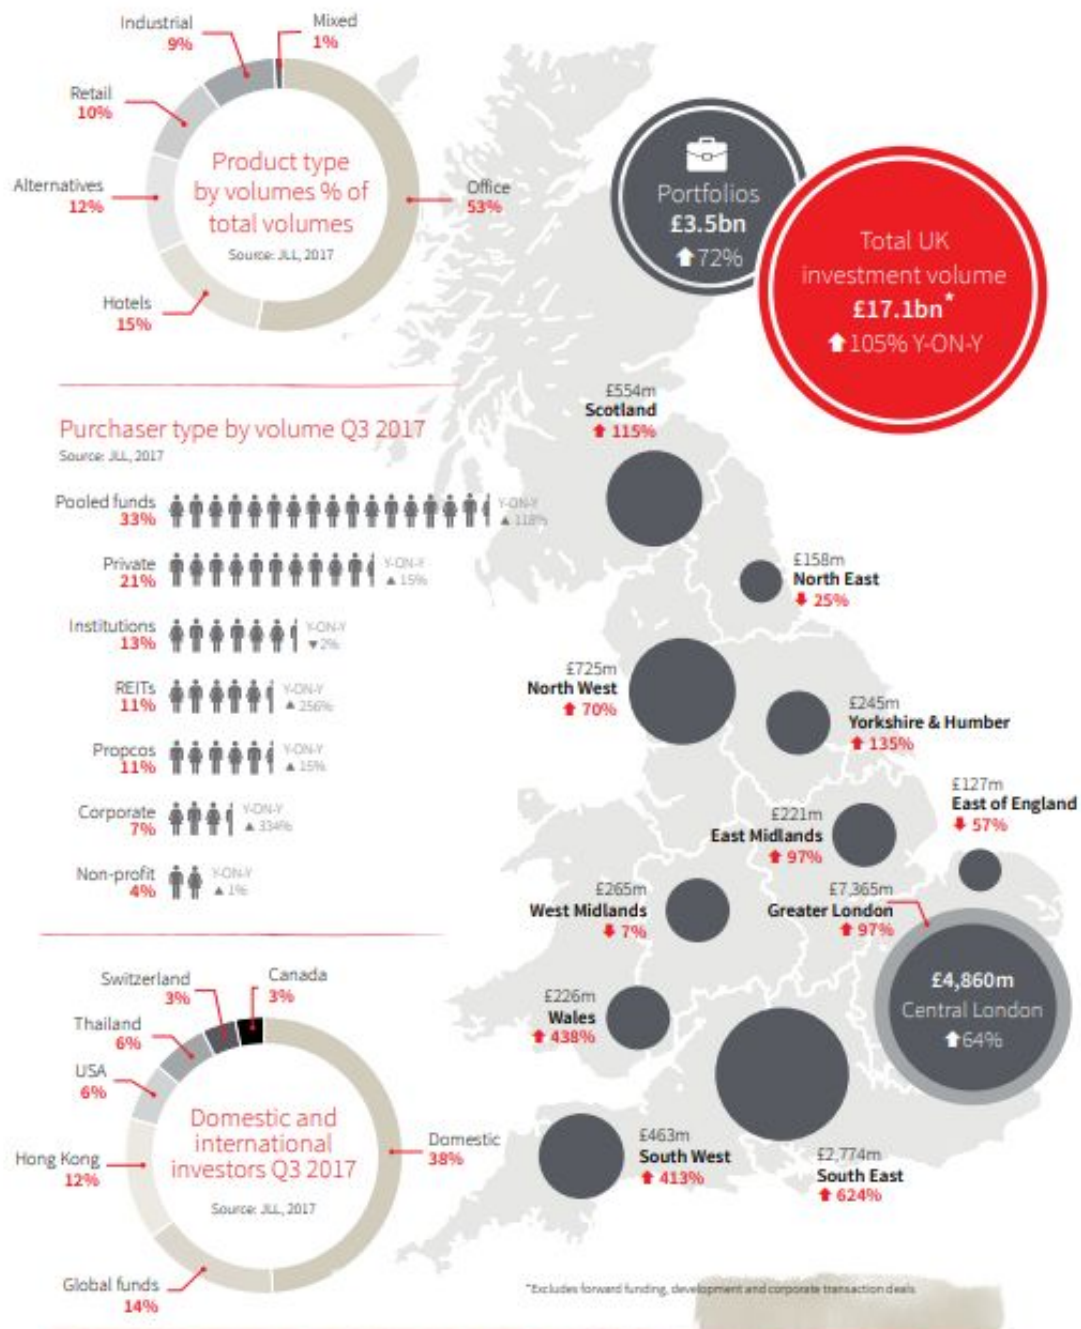 Industrial
9%
Mixed
1%
Retail
10%
Alternatives
12%
Hotels
15%
Office
53%
Product type
by volumes % of
total volumes
Source: JLL, 2017
Portfolios
£3.5bn
72%
Total UK
investment volume
£17.1bn*
105% Y-ON-Y
Purchaser type by volume Q3 2017
Source: JLL, 2017
Pooled funds
33%
Y-ON-Y
▲ 118%
Private
21%
Y-ON-Y
▲ 15%
Institutions
13%
Y-ON-Y
▼ 2%
REITs
11%
Y-ON-Y
▲ 256%
Propcos
11%
Y-ON-Y
▲ 15%
Corporate
7%
Y-ON-Y
▲ 334%
Non-profit
4%
Y-ON-Y
▲ 1%
£554m
Scotland
115%
£158m
North East
25%
£725m
North West
70%
£245m
Yorkshire & Humber
135%
£127m
East of England
57%
£221m
East Midlands
97%
£265m
West Midlands
7%
£7,365m
Greater London
97%
£4,860m
Central London
64%
£226m
Wales
438%
£463m
South West
413%
£2,774m
South East
624%
Switzerland
3%
Canada
3%
Thailand
6%
USA
6%
Hong Kong
12%
Global funds
14%
Domestic
38%
Domestic and
international
investors Q3 2017
Source: JLL, 2017
*Excludes forward funding, development and corporate transaction deals